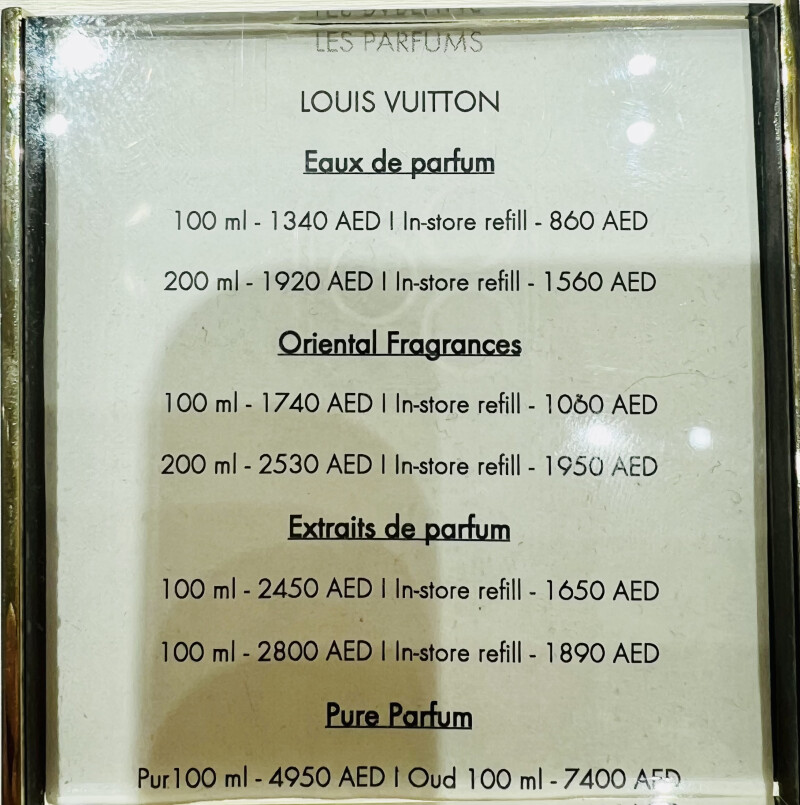 LES PARFUMS
LOUIS VUITTON
Eaux de parfum
100 ml - 1340 AED | In-store refill - 860 AED
200 ml - 1920 AED | In-store refill - 1560 AED
Oriental Fragrances
100 ml - 1740 AED | In-store refill - 1060 AED
200 ml - 2530 AED | In-store refill - 1950 AED
Extraits de parfum
100 ml - 2450 AED | In-store refill - 1650 AED
100 ml - 2800 AED | In-store refill - 1890 AED
Pure Parfum
Pur100 ml - 4950 AED | Oud 100 ml - 7400 AED